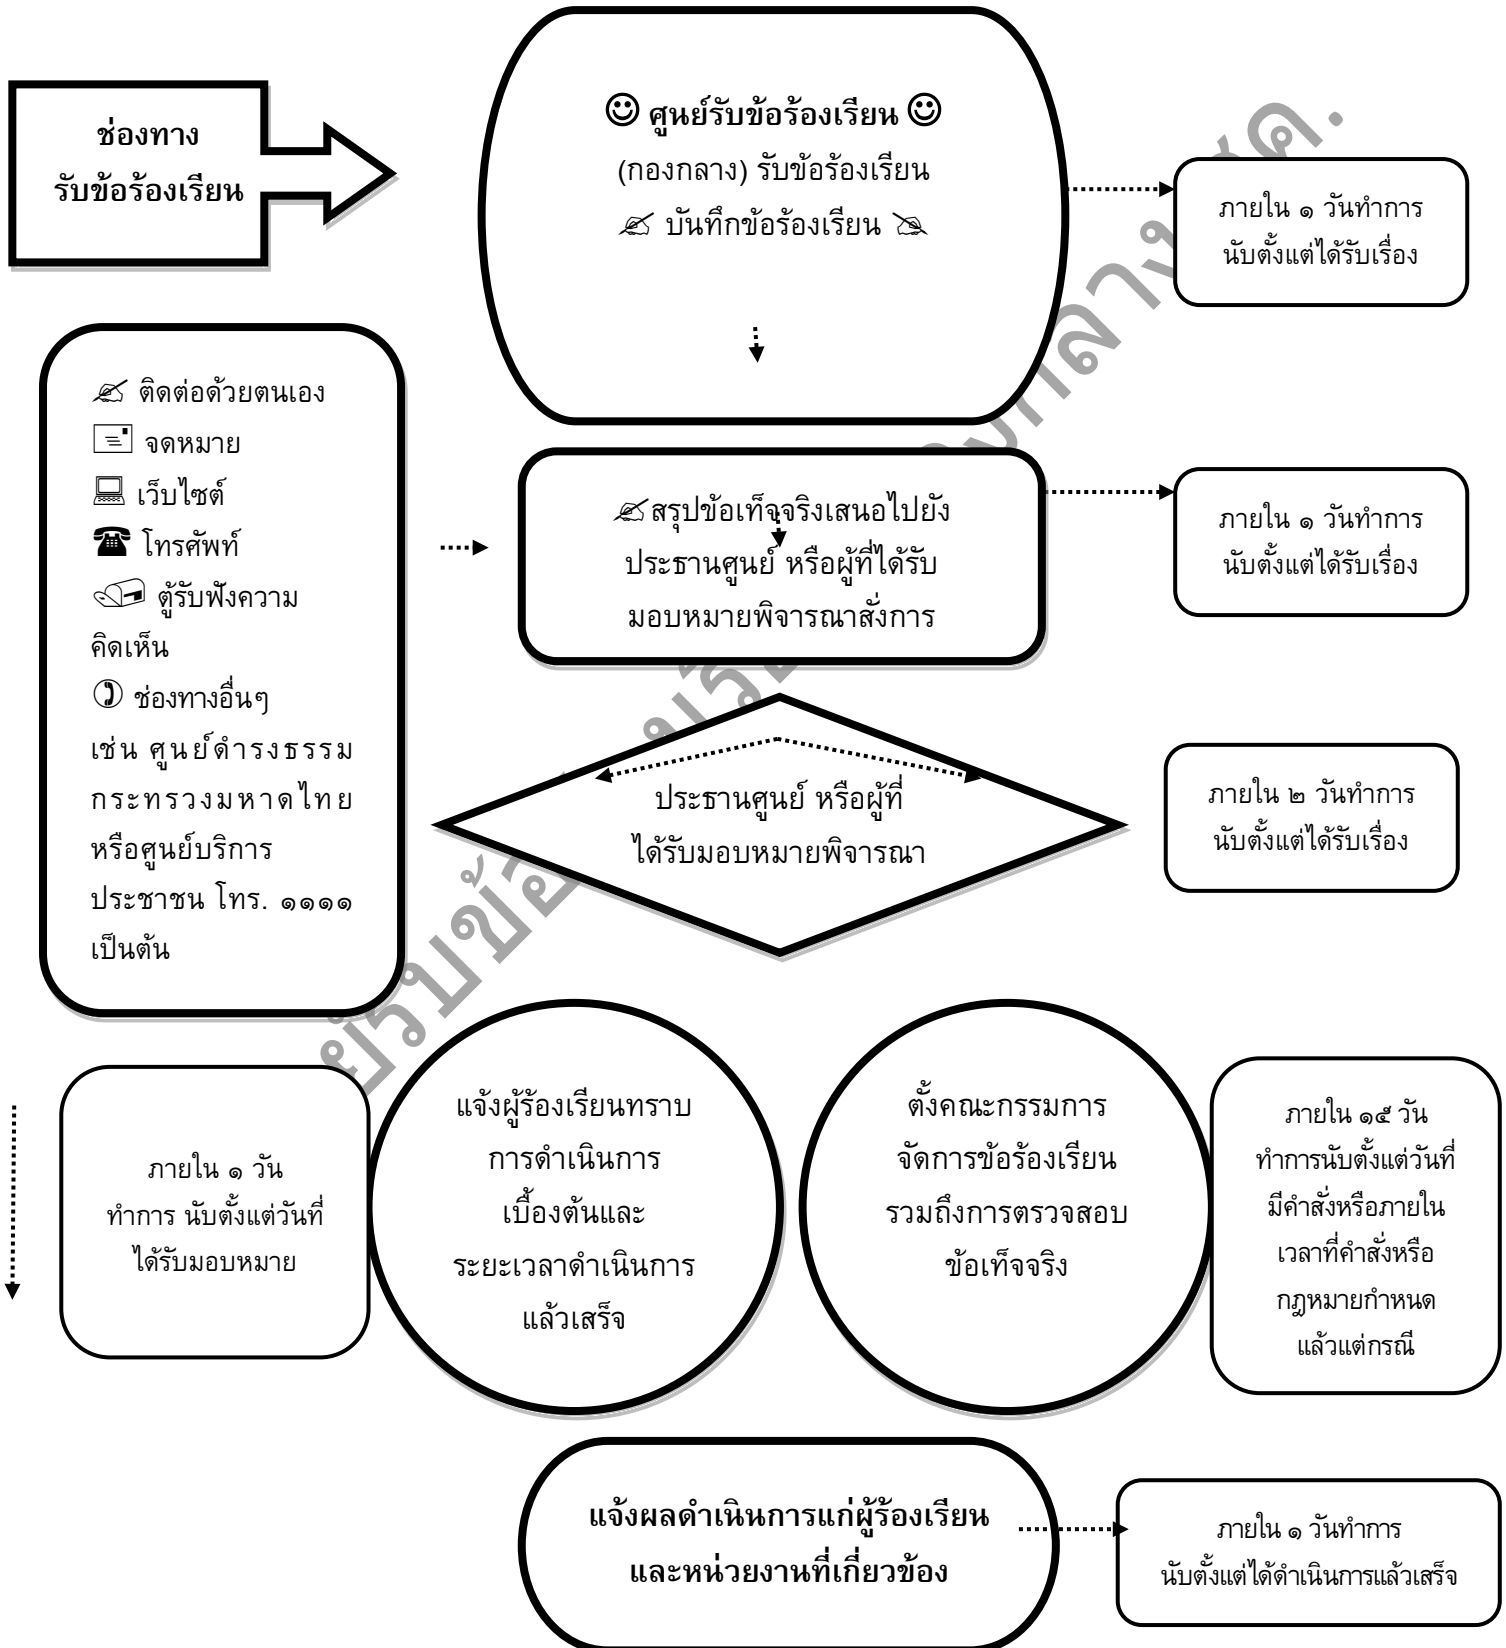 ช่องทาง
รับข้อร้องเรียน
ศูนย์รับข้อร้องเรียน
(กองกลาง) รับข้อร้องเรียน
บันทึกข้อร้องเรียน
ภายใน ๑ วันทำการ
นับตั้งแต่ได้รับเรื่อง
ติดต่อด้วยตนเอง
จดหมาย
เว็บไซต์
โทรศัพท์
ตู้รับฟังความ
คิดเห็น
ช่องทางอื่นๆ
เช่น ศูนย์ดำรงธรรม
กระทรวงมหาดไทย
หรือศูนย์บริการ
ประชาชน โทร. ๑๑๑๑
เป็นต้น
สรุปข้อเท็จจริงเสนอไปยัง
ประธานศูนย์ หรือผู้ที่ได้รับ
มอบหมายพิจารณาสั่งการ
ภายใน ๑ วันทำการ
นับตั้งแต่ได้รับเรื่อง
ประธานศูนย์ หรือผู้ที่
ได้รับมอบหมายพิจารณา
ภายใน ๒ วันทำการ
นับตั้งแต่ได้รับเรื่อง
ภายใน ๑ วัน
ทำการ นับตั้งแต่วันที่
ได้รับมอบหมาย
แจ้งผู้ร้องเรียนทราบ
การดำเนินการ
เบื้องต้นและ
ระยะเวลาดำเนินการ
แล้วเสร็จ
ตั้งคณะกรรมการ
จัดการข้อร้องเรียน
รวมถึงการตรวจสอบ
ข้อเท็จจริง
ภายใน ๑๕ วัน
ทำการนับตั้งแต่วันที่
มีคำสั่งหรือภายใน
เวลาที่คำสั่งหรือ
กฎหมายกำหนด
แล้วแต่กรณี
แจ้งผลดำเนินการแก่ผู้ร้องเรียน
และหน่วยงานที่เกี่ยวข้อง
ภายใน ๑ วันทำการ
นับตั้งแต่ได้ดำเนินการแล้วเสร็จ